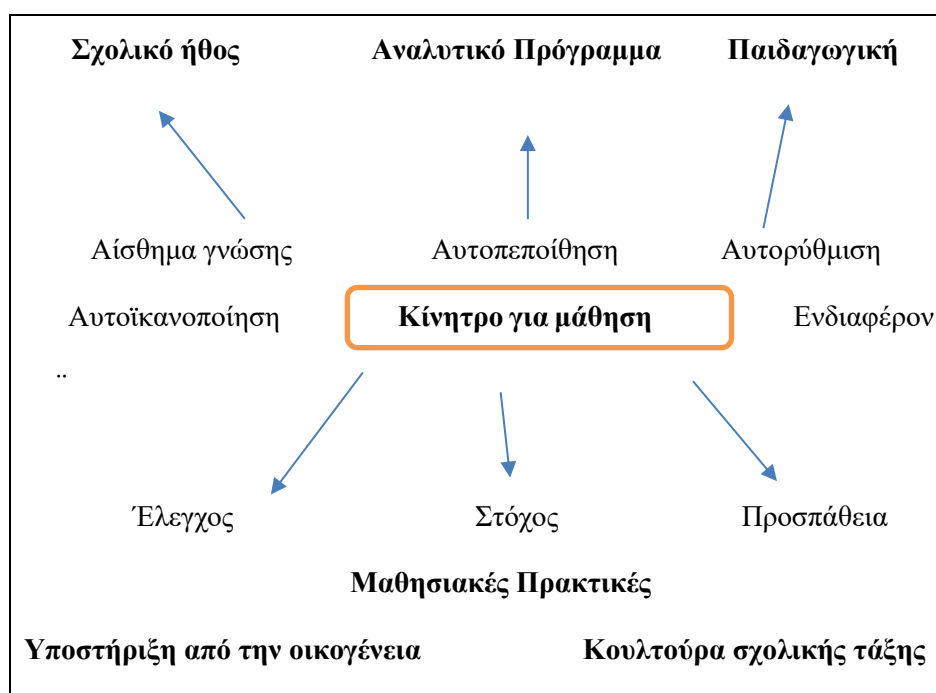 Σχολικό ήθος Αναλυτικό Πρόγραμμα Παιδαγωγική
Αίσθημα γνώσης Αυτοπεποίθηση Αυτορύθμιση
Αυτοϊκανοποίηση Κίνητρο για μάθηση Ενδιαφέρον
..
Έλεγχος Στόχος Προσπάθεια
Μαθησιακές Πρακτικές
Υποστήριξη από την οικογένεια Κουλτούρα σχολικής τάξης